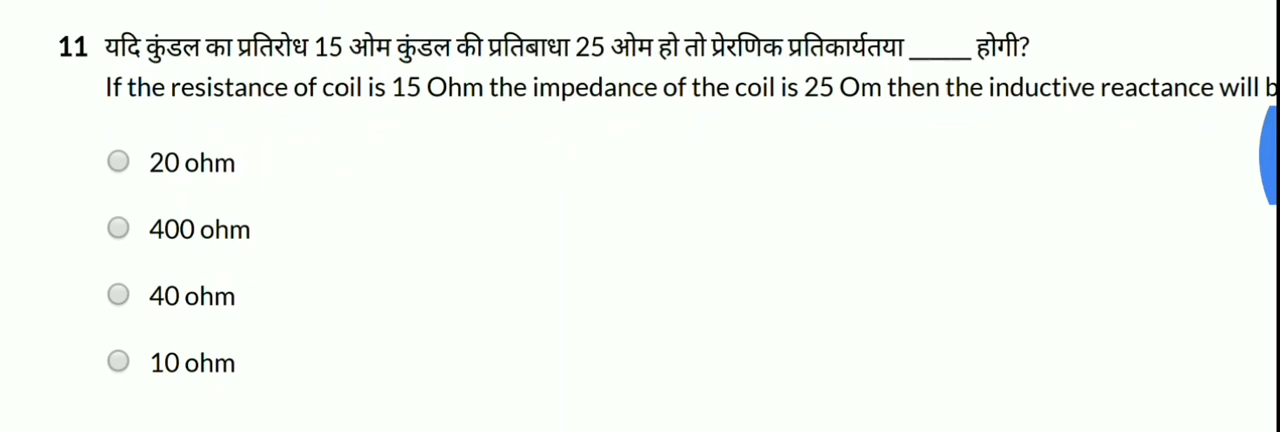 11 यदि कुंडल का प्रतिरोध 15 ओम कुंडल की प्रतिबाधा 25 ओम हो तो प्रेरणिक प्रतिकार्यतया _____ होगी?
If the resistance of coil is 15 Ohm the impedance of the coil is 25 Om then the inductive reactance will b
20 ohm
400 ohm
40 ohm
10 ohm